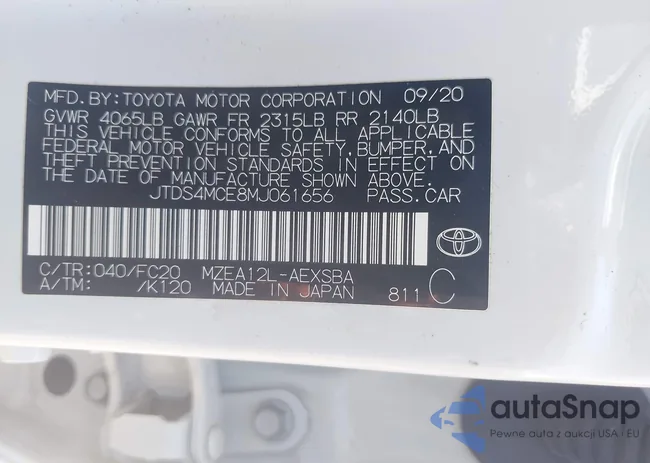 MFD.BY:TOYOTA MOTOR CORPORATION 09/20
GVWR 4065LB GAWR FR 2315LB RR 2140LB
THIS VEHICLE CONFORMS TO ALL APPLICABLE
FEDERAL MOTOR VEHICLE SAFETY, BUMPER, AND
THEFT PREVENTION STANDARDS IN EFFECT ON
THE DATE OF MANUFACTURE SHOWN ABOVE.
JTDS4MCE8MJ061656 PASS.CAR
C/TR:040/FC20 MZEA12L-AEXSBA
A/TM: /K120 MADE IN JAPAN 811 C
autaSnap
Pewne auta z aukcji USA i EU